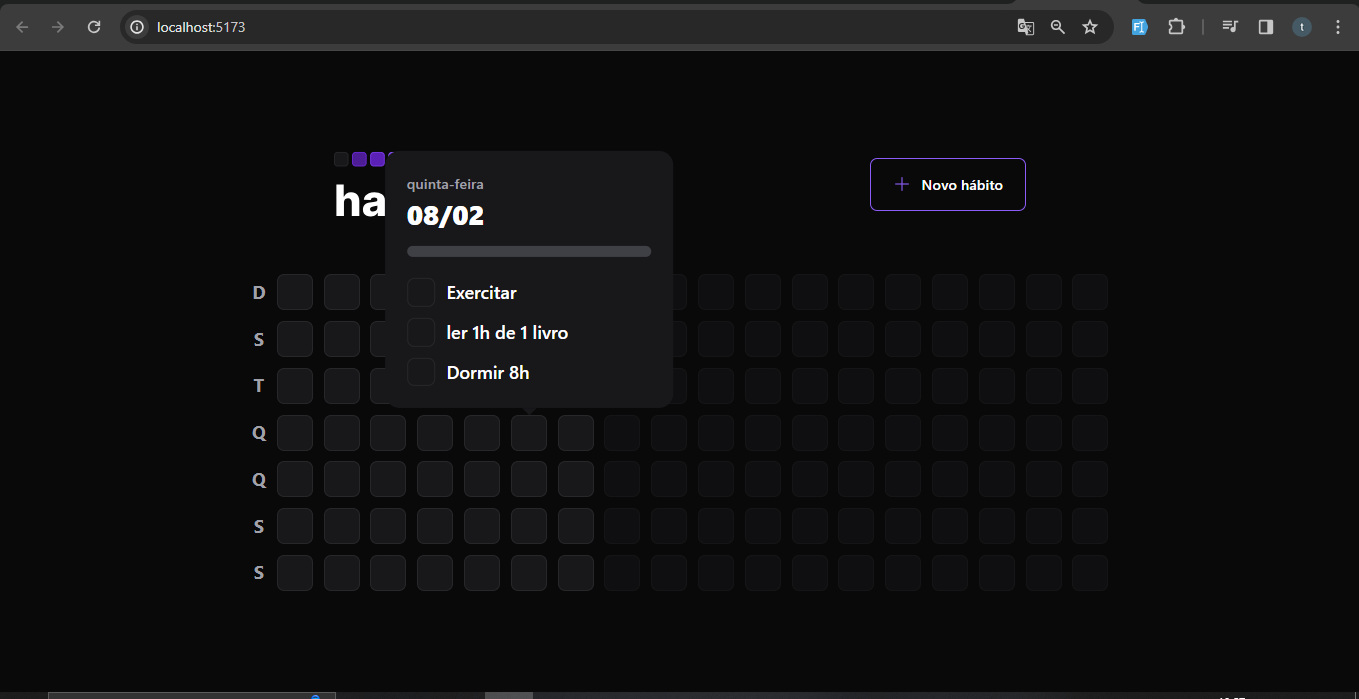 localhost:5173
quinta-feira
08/02
ha
Novo hábito
Exercitar
ler 1h de 1 livro
Dormir 8h
D
S
T
Q
Q
S
S
t